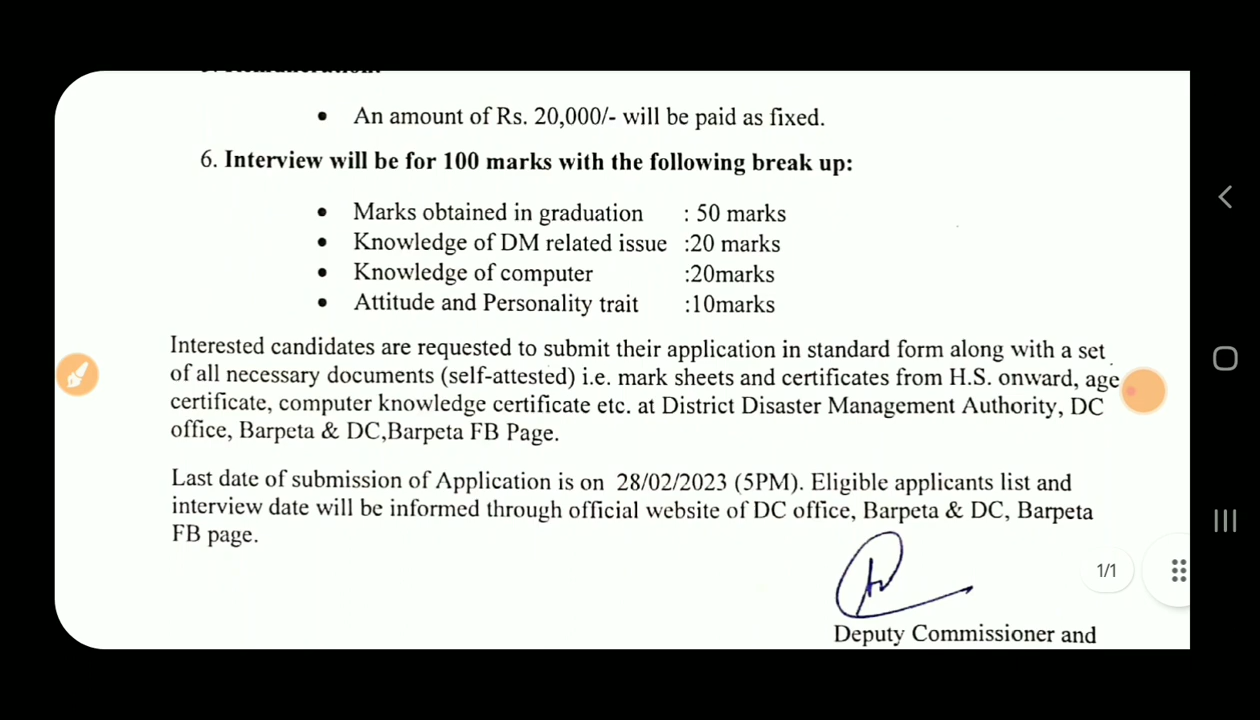 • An amount of Rs. 20,000/- will be paid as fixed.
6. Interview will be for 100 marks with the following break up:
• Marks obtained in graduation : 50 marks
• Knowledge of DM related issue :20 marks
• Knowledge of computer :20marks
• Attitude and Personality trait :10marks
Interested candidates are requested to submit their application in standard form along with a set
of all necessary documents (self-attested) i.e. mark sheets and certificates from H.S. onward, age
certificate, computer knowledge certificate etc. at District Disaster Management Authority, DC
office, Barpeta & DC,Barpeta FB Page.
Last date of submission of Application is on 28/02/2023 (5PM). Eligible applicants list and
interview date will be informed through official website of DC office, Barpeta & DC, Barpeta
FB page.
1/1
Deputy Commissioner and